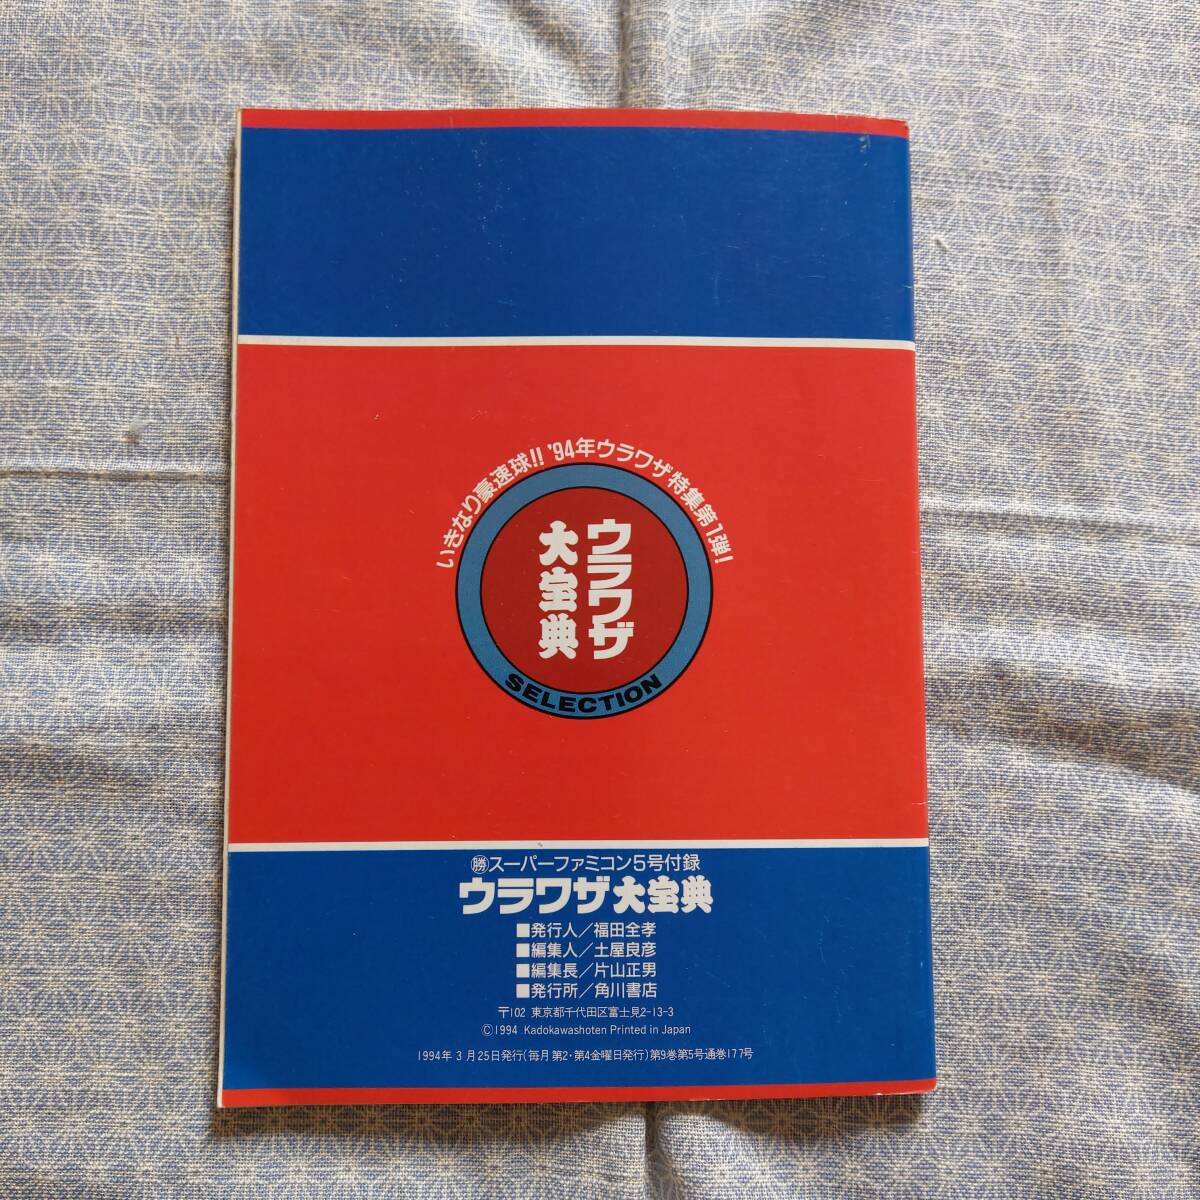 いきなり豪速球!! '94年ウラワザ特集第1弾!
ウラワザ
大宝典
SELECTION
㊝スーパーファミコン5号付録
ウラワザ大宝典
■発行人／福田全孝
■編集人／土屋良彦
■編集長／片山正男
■発行所／角川書店
〒102 東京都千代田区富士見2-13-3
©1994 Kadokawashoten Printed in Japan
1994年3月25日発行(毎月第2・第4金曜日発行)第9巻第5号通巻177号